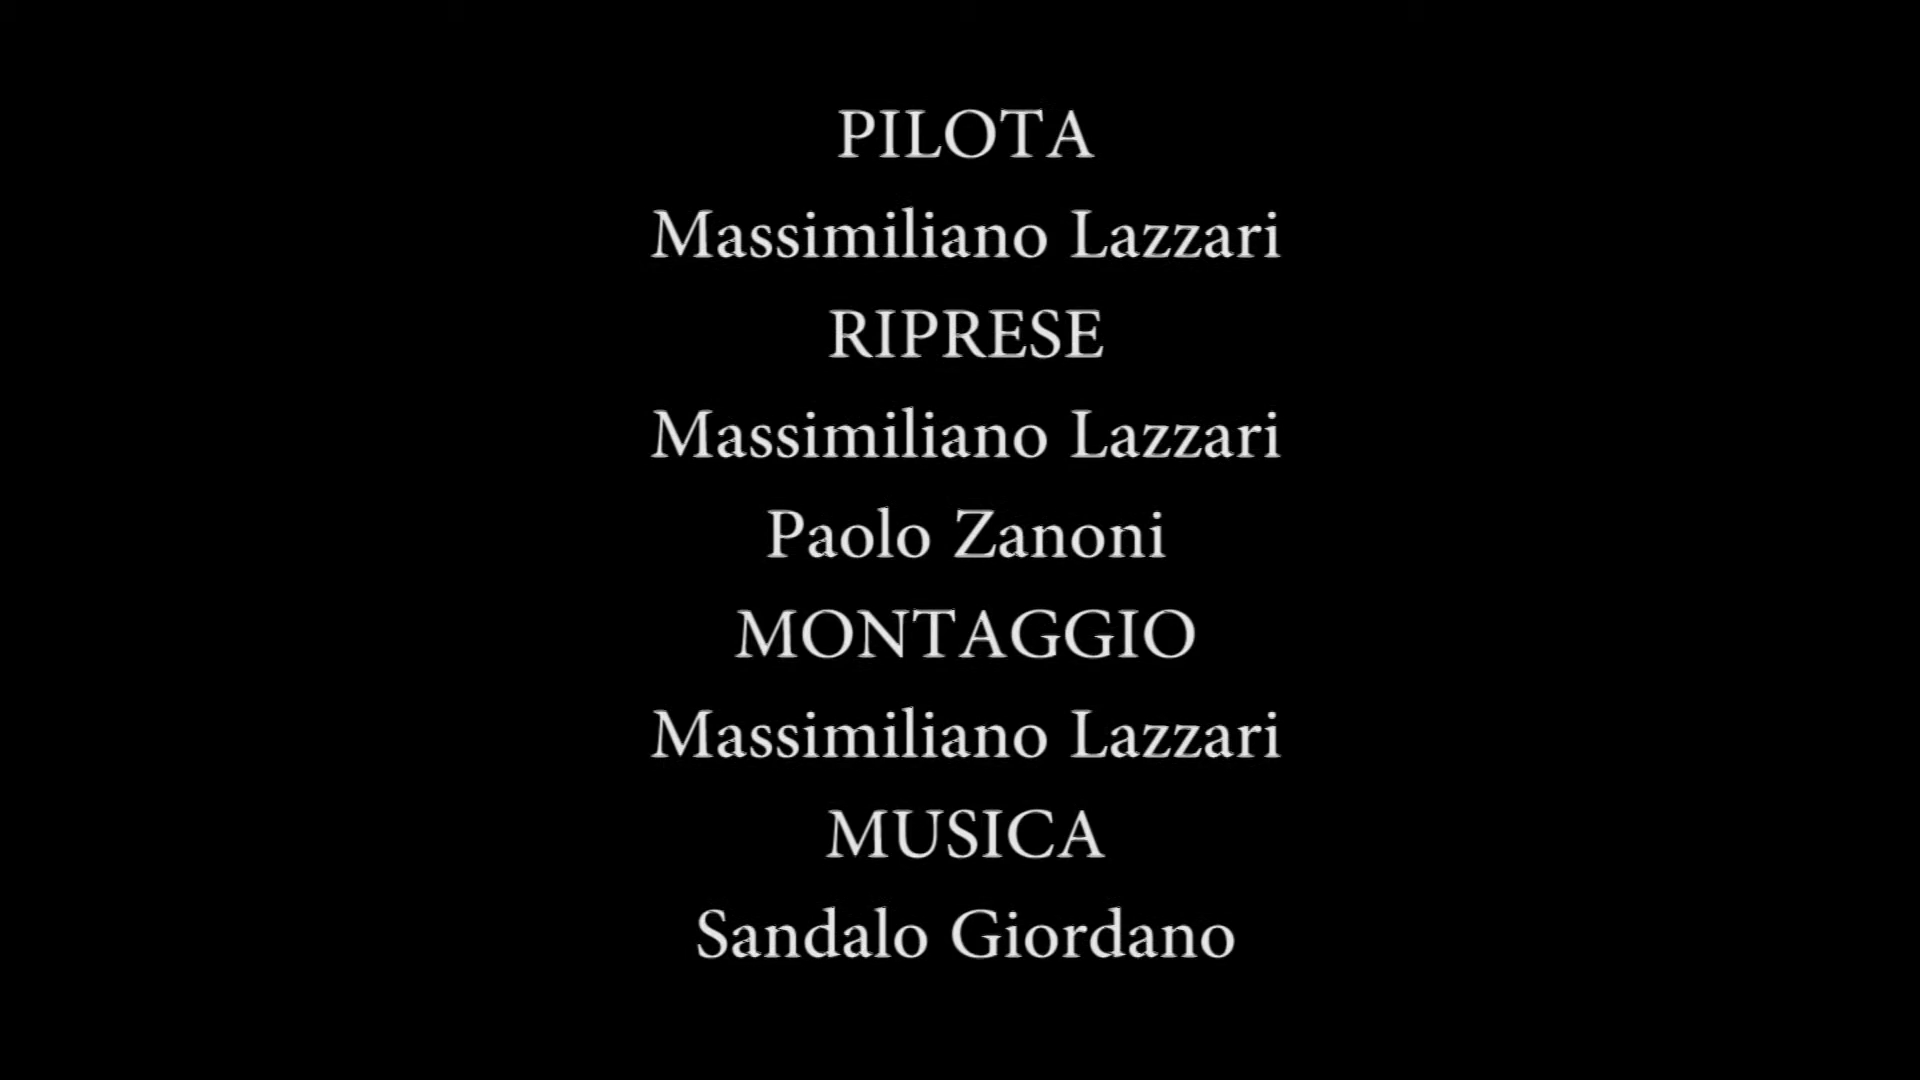 PILOTA
Massimiliano Lazzari
RIPRESE
Massimiliano Lazzari
Paolo Zanoni
MONTAGGIO
Massimiliano Lazzari
MUSICA
Sandalo Giordano